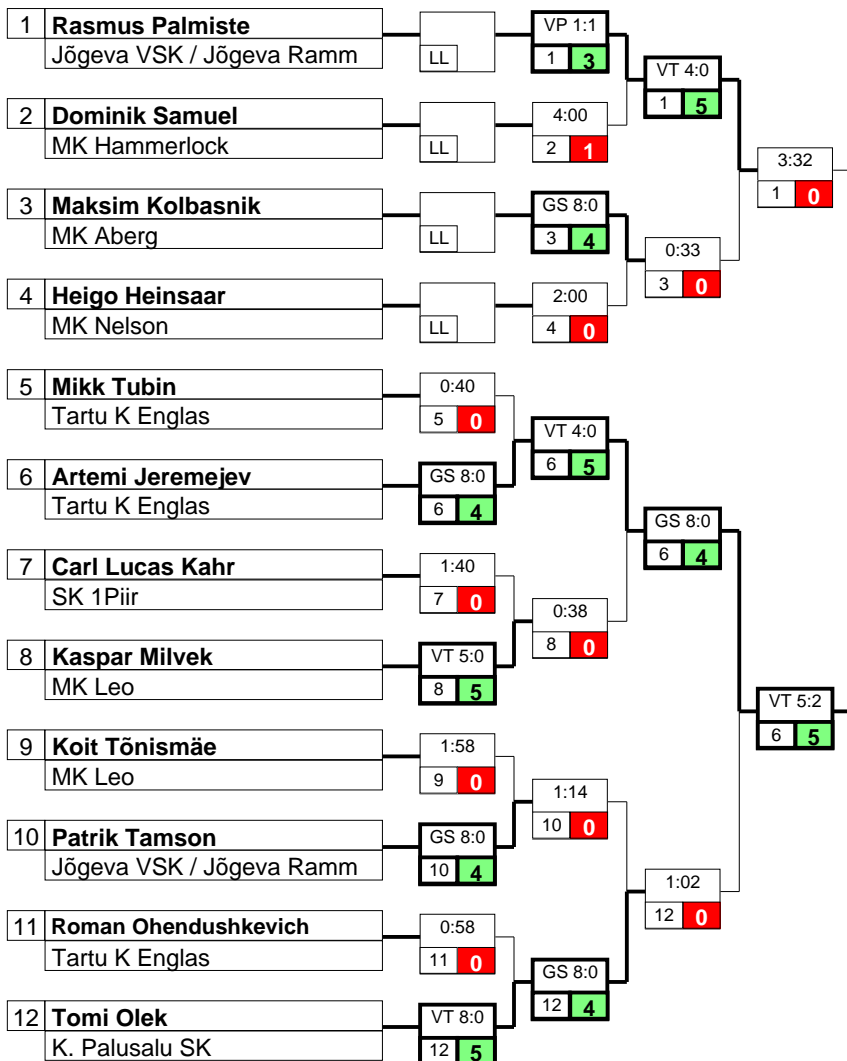 1 Rasmus Palmiste
Jõgeva VSK / Jõgeva Ramm
LL
VP 1:1
1 3
VT 4:0
1 5
2 Dominik Samuel
MK Hammerlock
LL
4:00
2 1
3:32
1 0
3 Maksim Kolbasnik
MK Aberg
LL
GS 8:0
3 4
0:33
3 0
4 Heigo Heinsaar
MK Nelson
LL
2:00
4 0
5 Mikk Tubin
Tartu K Englas
0:40
5 0
VT 4:0
6 5
6 Artemi Jeremejev
Tartu K Englas
GS 8:0
6 4
GS 8:0
6 4
7 Carl Lucas Kahr
SK 1Piir
1:40
7 0
0:38
8 0
8 Kaspar Milvek
MK Leo
VT 5:0
8 5
VT 5:2
6 5
9 Koit Tõnismäe
MK Leo
1:58
9 0
1:14
10 0
10 Patrik Tamson
Jõgeva VSK / Jõgeva Ramm
GS 8:0
10 4
1:02
12 0
11 Roman Ohendushkevich
Tartu K Englas
0:58
11 0
GS 8:0
12 4
12 Tomi Olek
K. Palusalu SK
VT 8:0
12 5